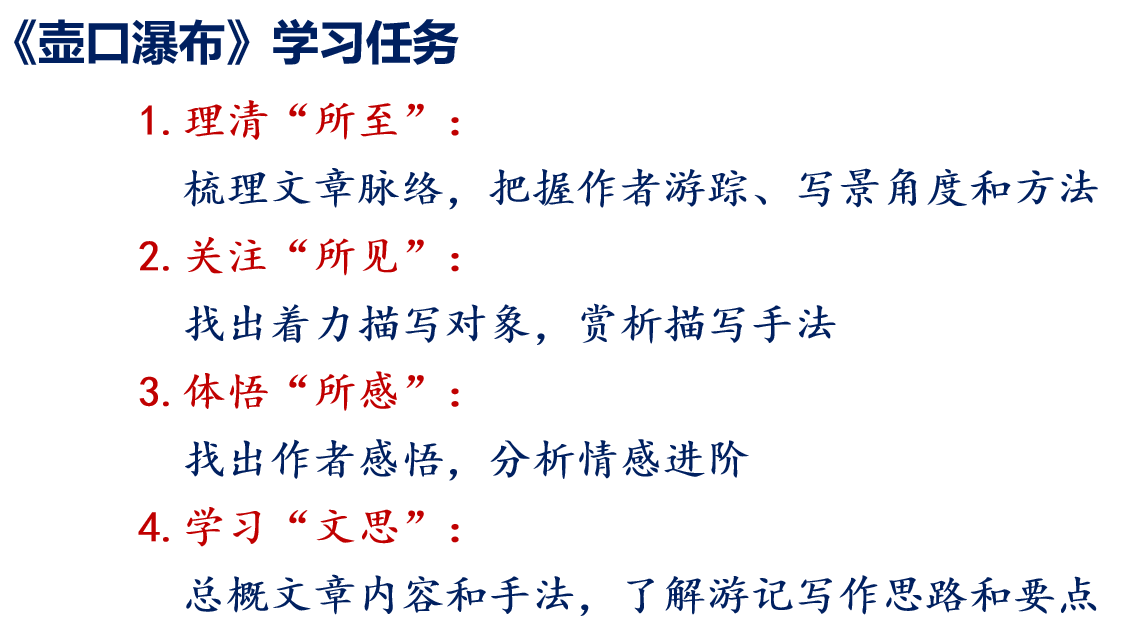 《壶口瀑布》学习任务
1.理清“所至”：
梳理文章脉络，把握作者游踪、写景角度和方法
2.关注“所见”：
找出着力描写对象，赏析描写手法
3.体悟“所感”：
找出作者感悟，分析情感进阶
4.学习“文思”：
总概文章内容和手法，了解游记写作思路和要点